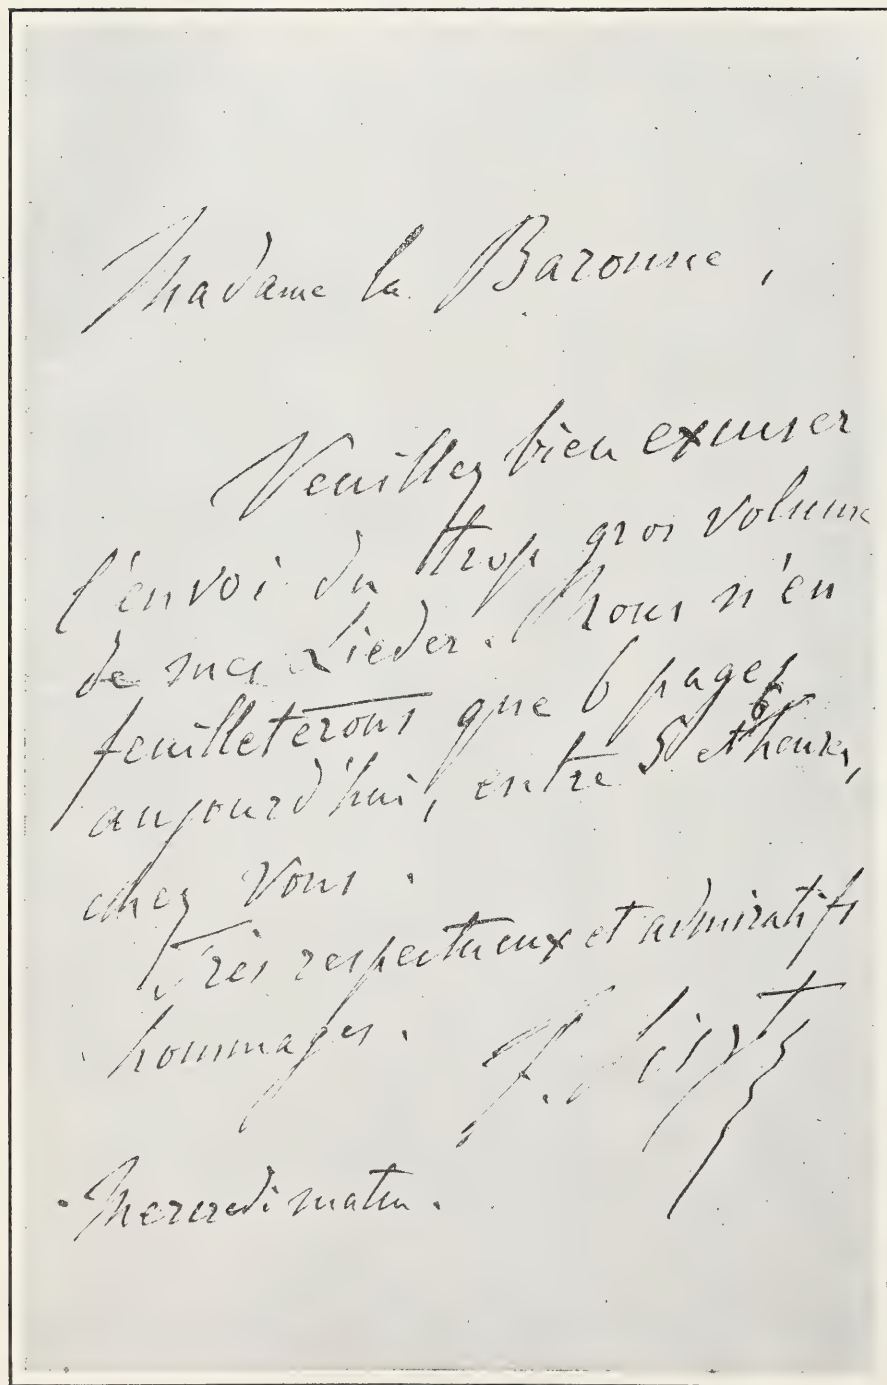 Madame la Baronne,
Veuillez bien excuser
l'envoi du trop gros volume
de mes Lieder. Nous n'en
feuilleterons que 6 pages
aujourd'hui, entre 5 et 6 heures,
chez Vous.
Très respectueux et admiratifs
hommages.
F. Liszt
Mercredi matin.